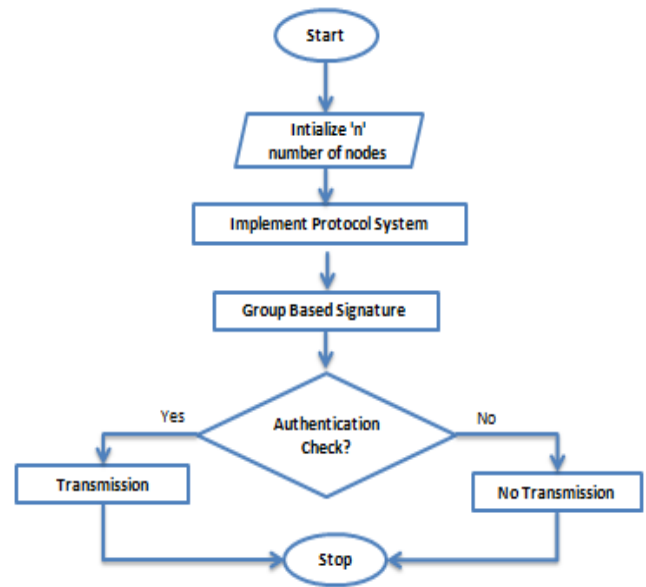 Start
Intialize 'n'
number of nodes
Implement Protocol System
Group Based Signature
Authentication
Check?
Yes
No
Transmission
No Transmission
Stop